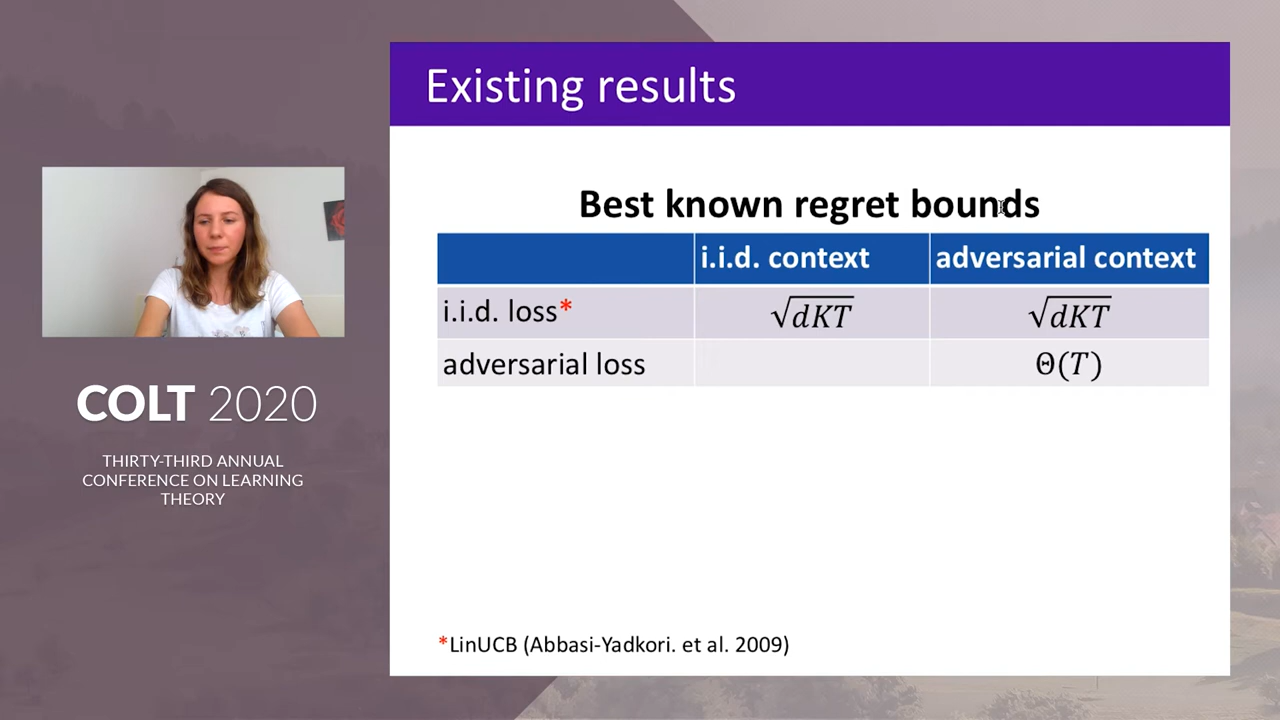 Existing results
Best known regret bounds
i.i.d. context adversarial context
i.i.d. loss* √dKT √dKT
adversarial loss Θ(T)
*LinUCB (Abbasi-Yadkori. et al. 2009)
COLT 2020
THIRTY-THIRD ANNUAL
CONFERENCE ON LEARNING
THEORY